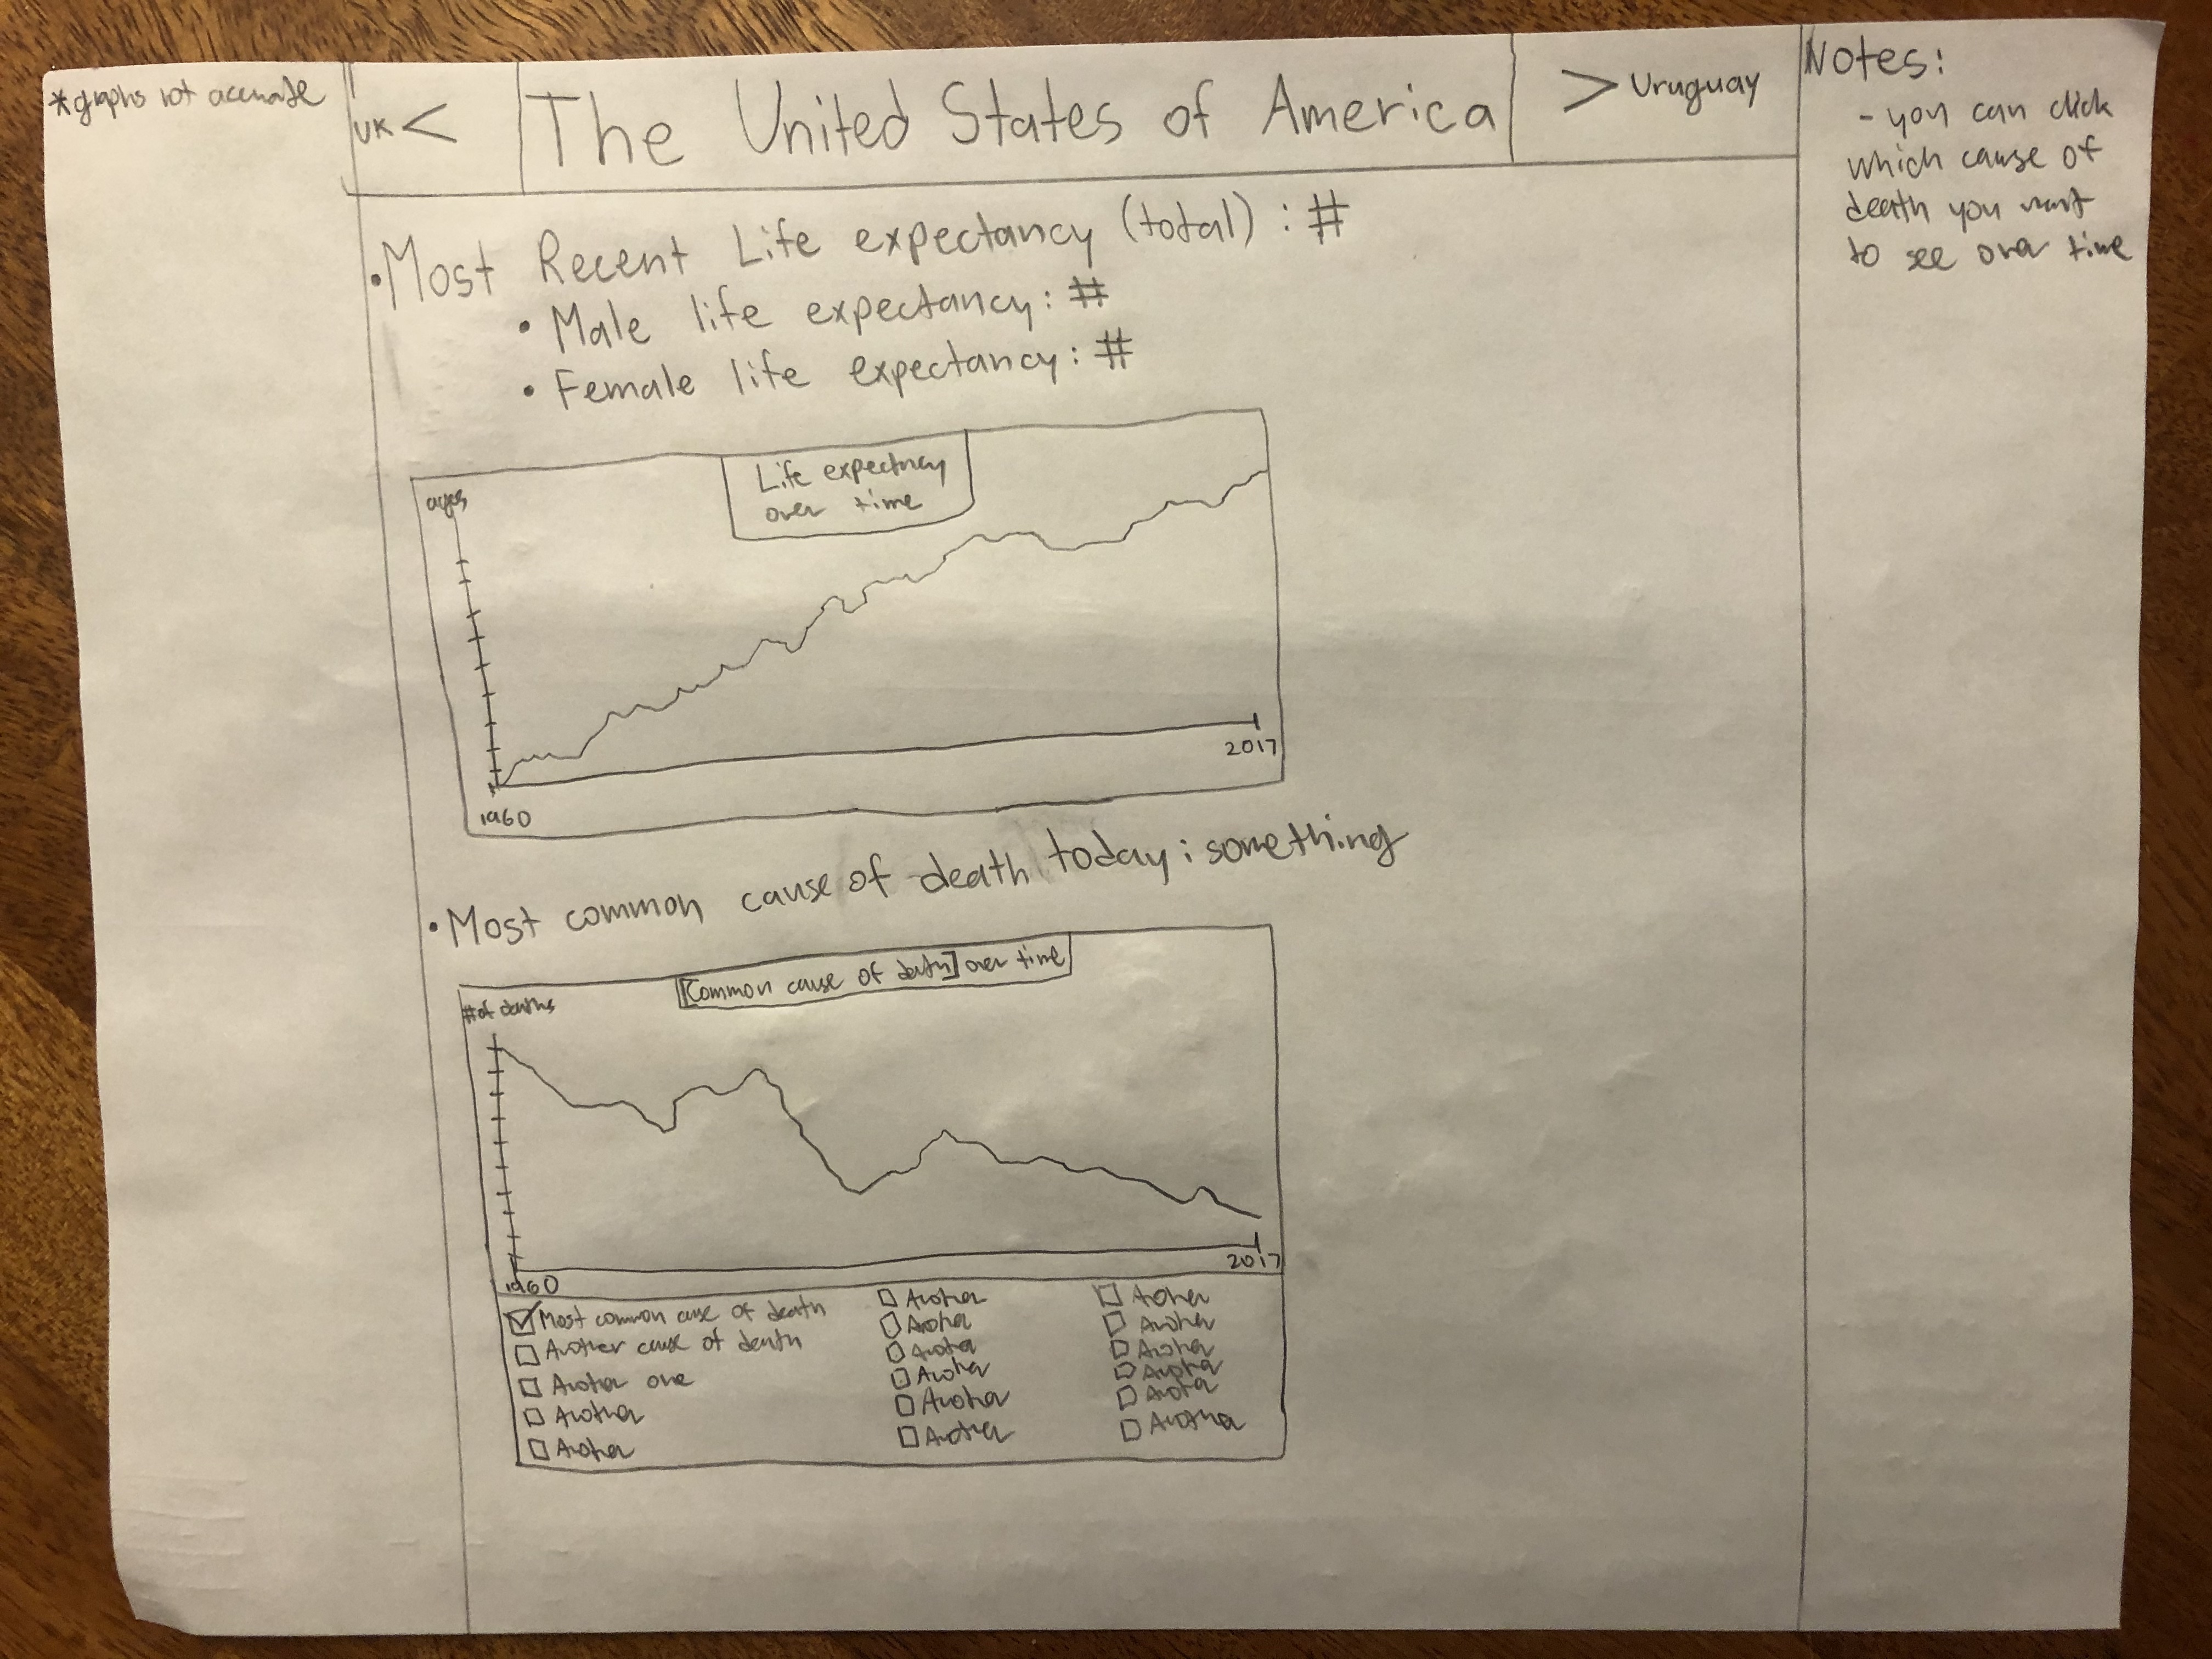 *graphs not accurate
UK <
The United States of America
> Uruguay
Notes:
- you can click
which cause of
death you want
to see over time
• Most Recent Life expectancy (total) : #
• Male life expectancy: #
• Female life expectancy: #
Life expectancy
over time
ages
1960
2017
• Most common cause of death today: something
[Common cause of death] over time
# of deaths
1960
2017
Most common cause of death
Another cause of death
Another one
Another
Another
Another
Another
Another
Another
Another
Another
Another
Another
Another
Another
Another
Another